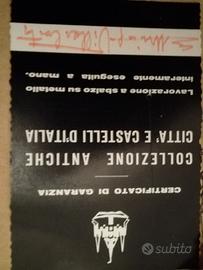 CERTIFICATO DI GARANZIA
COLLEZIONE ANTICHE
CITTA' E CASTELLI D'ITALIA
Lavorazione a sbalzo su metallo
interamente eseguita a mano.
subito